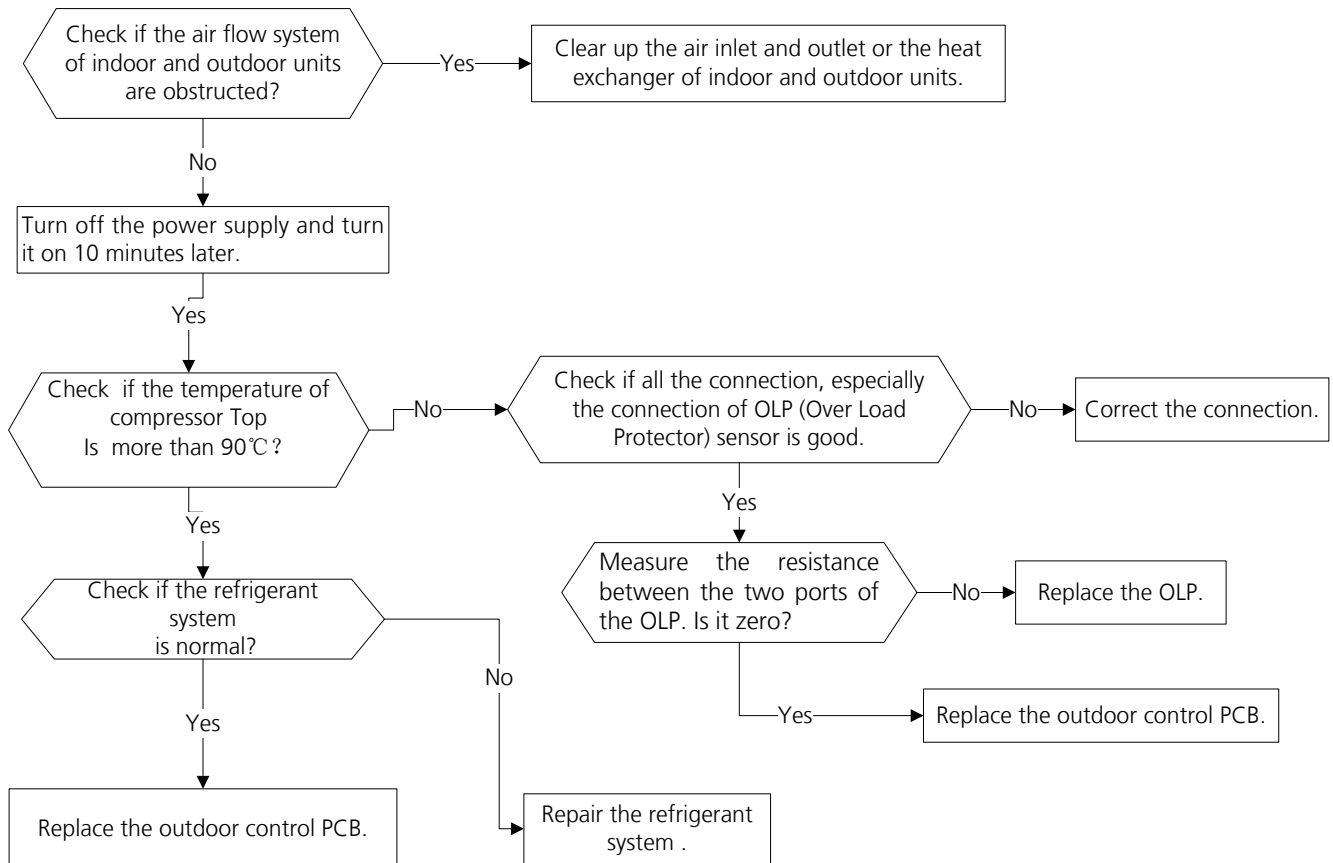 Check if the air flow system
of indoor and outdoor units
are obstructed?
Yes
Clear up the air inlet and outlet or the heat
exchanger of indoor and outdoor units.
No
Turn off the power supply and turn
it on 10 minutes later.
Yes
Check if the temperature of
compressor Top
Is more than 90℃？
No
Check if all the connection, especially
the connection of OLP (Over Load
Protector) sensor is good.
No
Correct the connection.
Yes
Yes
Measure the resistance
between the two ports of
the OLP. Is it zero?
No
Replace the OLP.
Check if the refrigerant
system
is normal?
No
Yes
Yes
Replace the outdoor control PCB.
Replace the outdoor control PCB.
Repair the refrigerant
system .